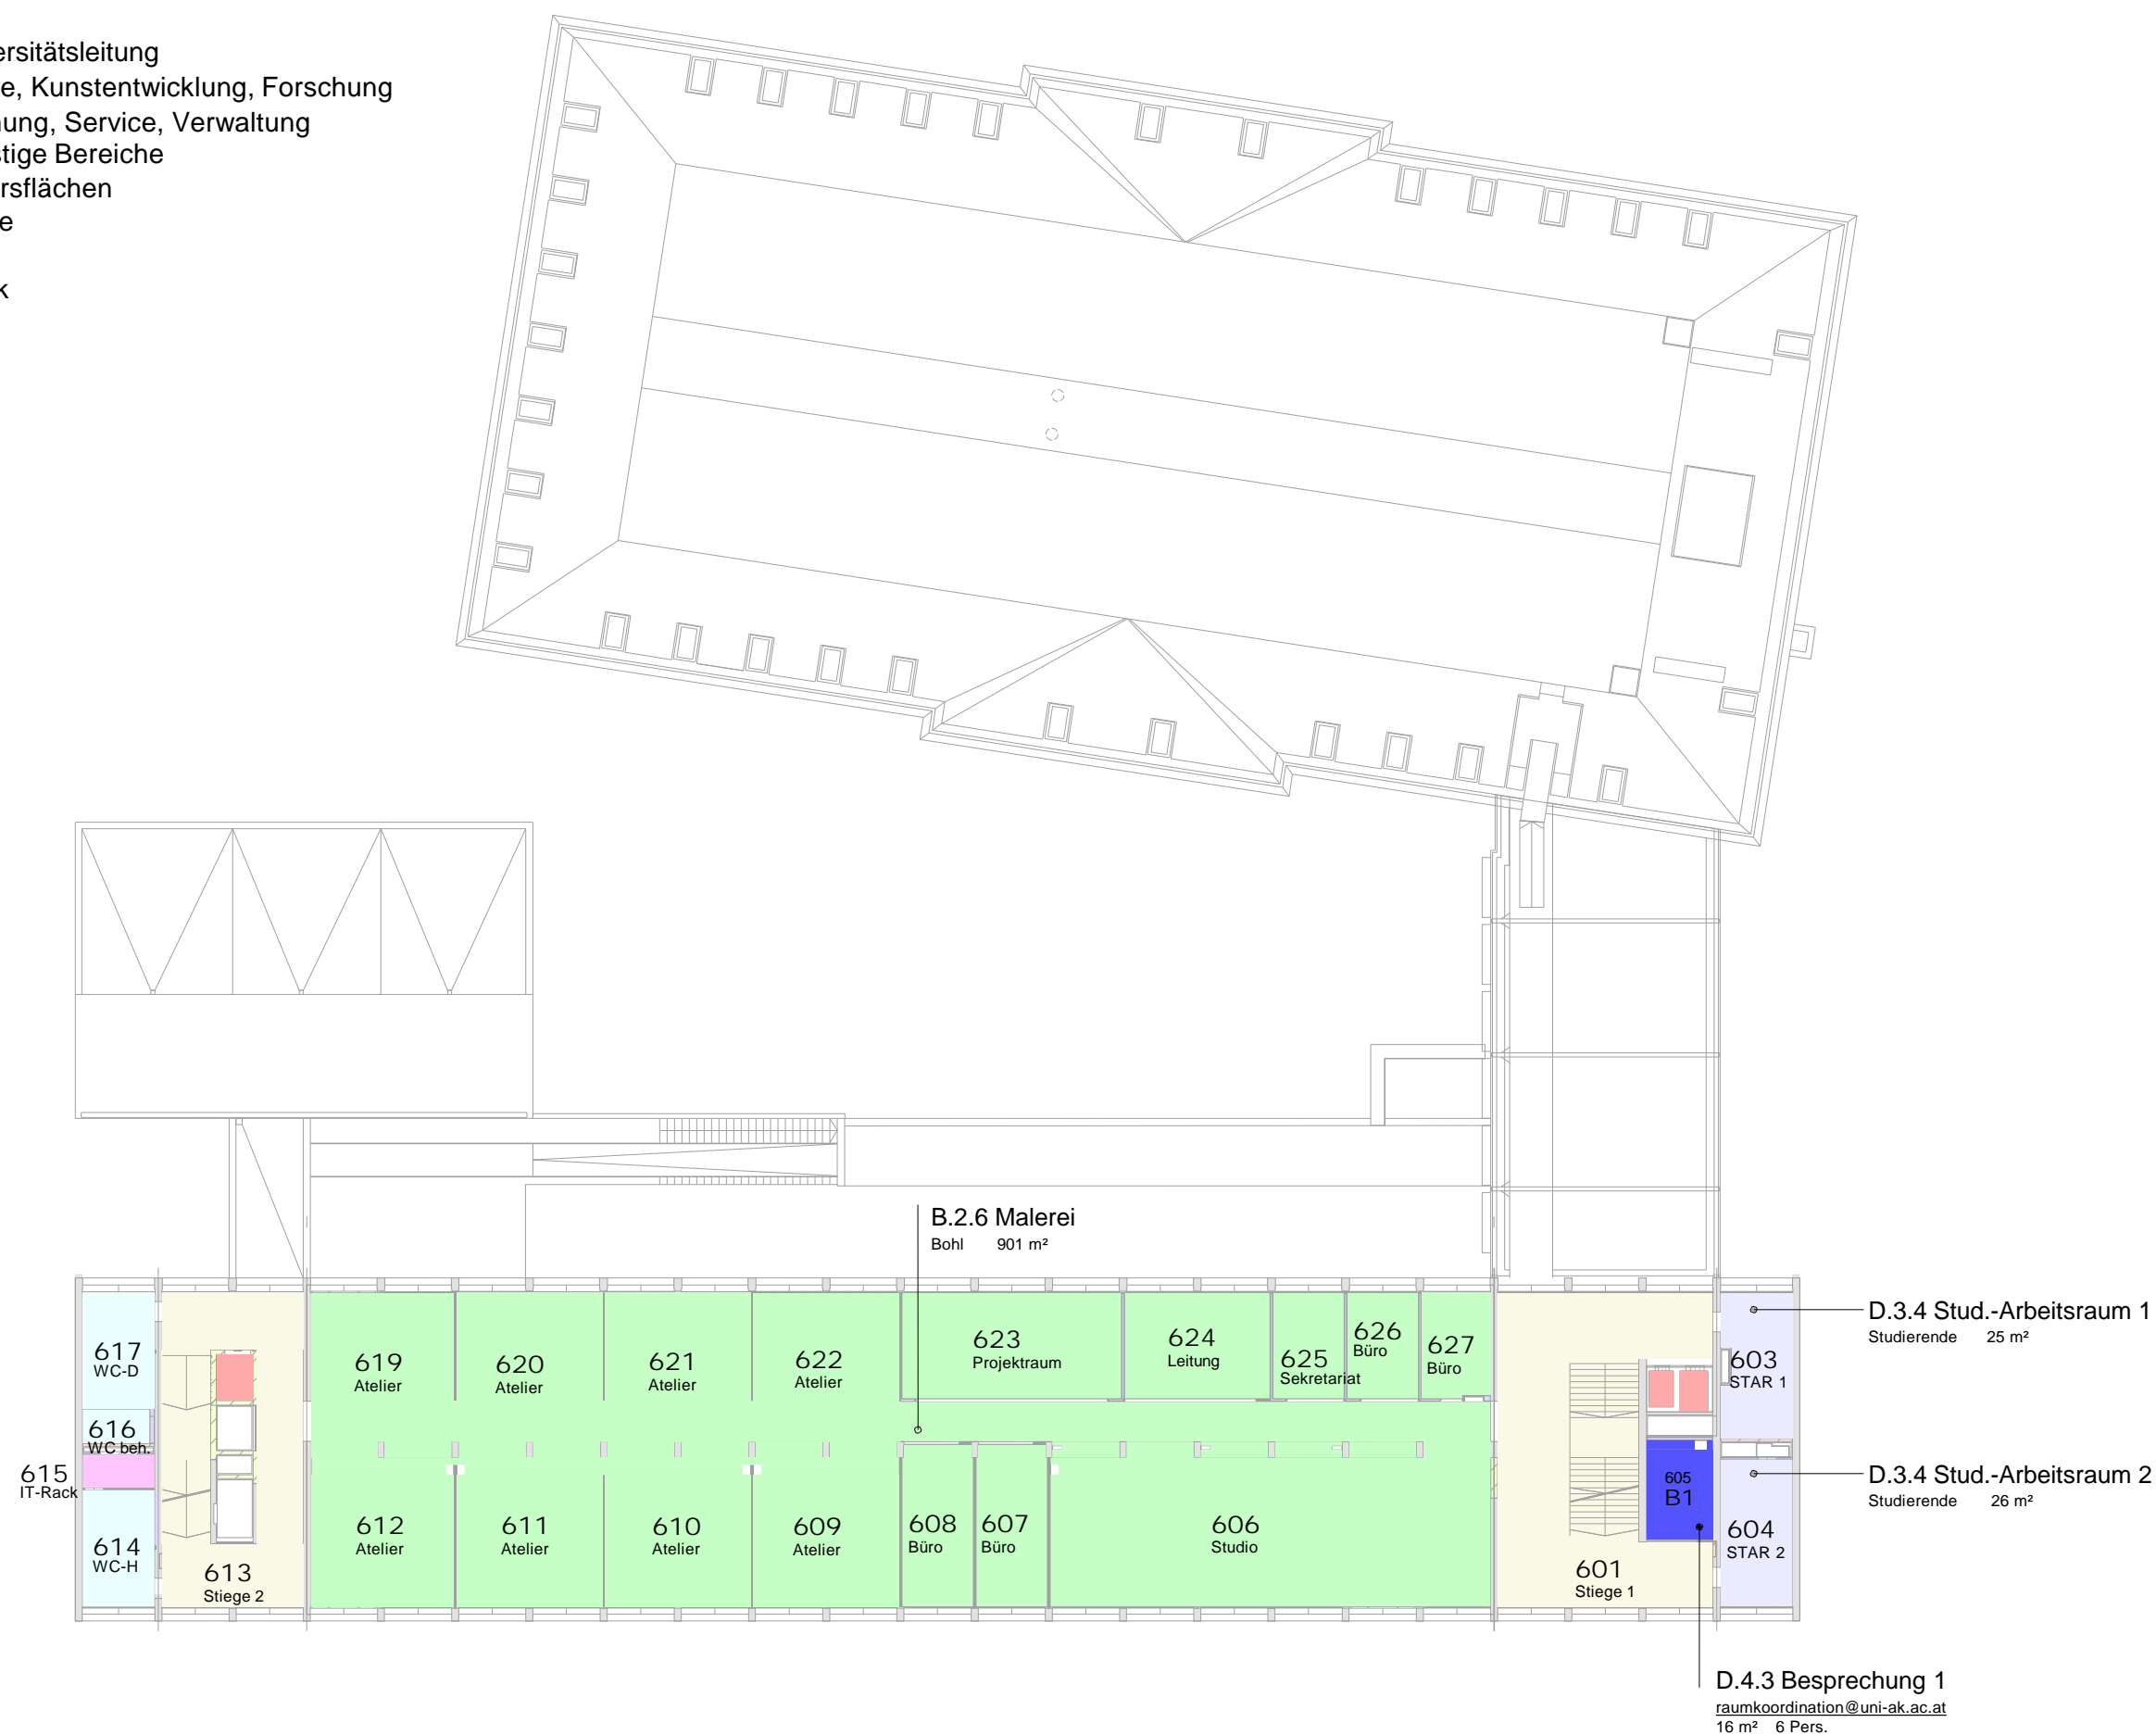 ersitätsleitung
e, Kunstentwicklung, Forschung
nung, Service, Verwaltung
stige Bereiche
rsflächen
e
k
B.2.6 Malerei
Bohl 901 m²
D.3.4 Stud.-Arbeitsraum 1
Studierende 25 m²
617
WC-D
619
Atelier
620
Atelier
621
Atelier
622
Atelier
623
Projektraum
624
Leitung
625
Sekretariat
626
Büro
627
Büro
603
STAR 1
616
WC beh.
615
IT-Rack
D.3.4 Stud.-Arbeitsraum 2
Studierende 26 m²
605
B1
614
WC-H
613
Stiege 2
612
Atelier
611
Atelier
610
Atelier
609
Atelier
608
Büro
607
Büro
606
Studio
601
Stiege 1
604
STAR 2
D.4.3 Besprechung 1
raumkoordination@uni-ak.ac.at
16 m² 6 Pers.